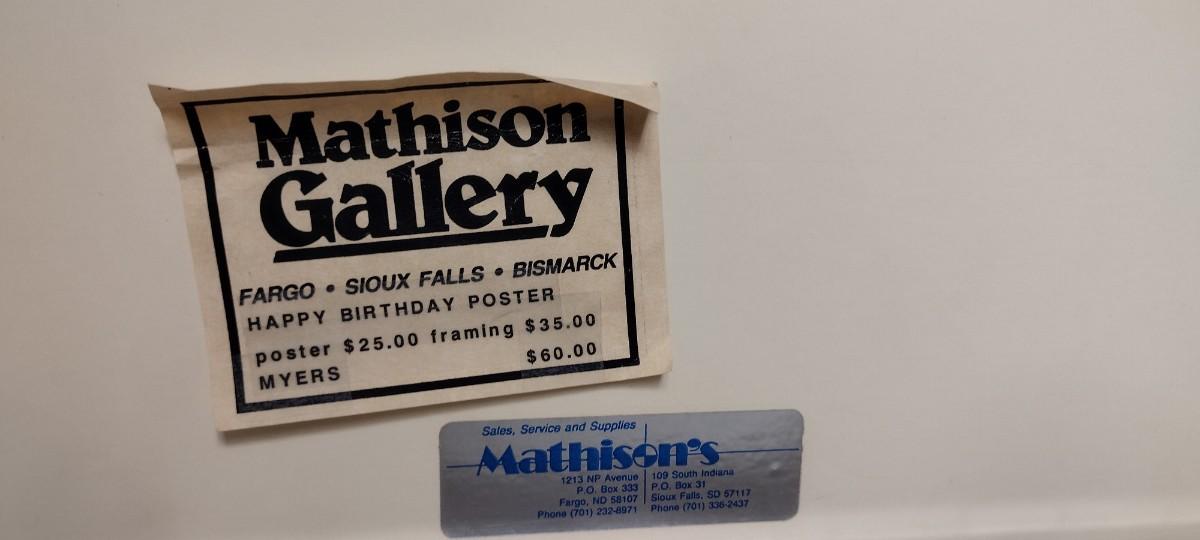 Mathison
Gallery
FARGO • SIOUX FALLS • BISMARCK
HAPPY BIRTHDAY POSTER
poster $25.00 framing $35.00
MYERS $60.00
Sales, Service and Supplies
Mathison's
1213 NP Avenue
P.O. Box 333
Fargo, ND 58107
Phone (701) 232-8971
109 South Indiana
P.O. Box 31
Sioux Falls, SD 57117
Phone (701) 336-2437